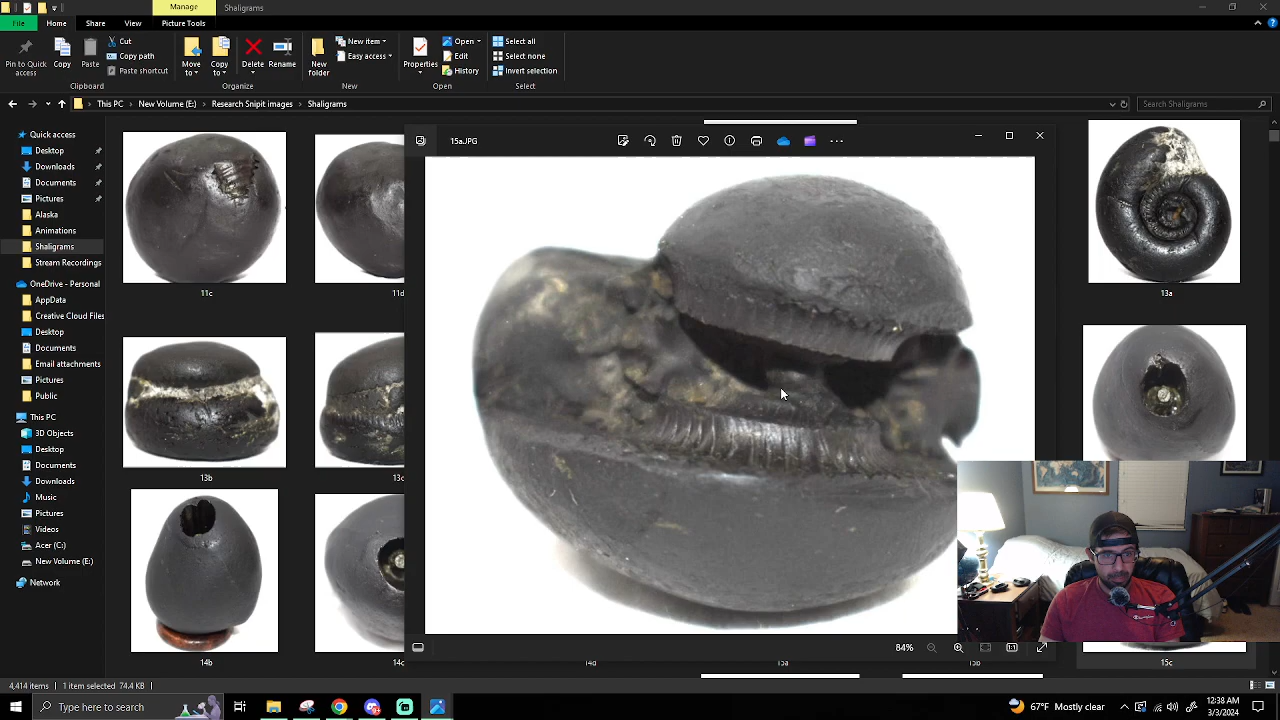 Manage
Shaligrams
File
Home
Share
View
Picture Tools
Pin to Quick access
Copy
Paste
Cut
Copy path
Paste shortcut
Clipboard
Move to
Copy to
Delete
Rename
Organize
New folder
New item
Easy access
New
Properties
Open
Edit
History
Open
Select all
Select none
Invert selection
Select
This PC
New Volume (E:)
Research Snipit images
Shaligrams
Search Shaligrams
Quick access
Desktop
Downloads
Documents
Pictures
Alaska
Animations
Shaligrams
Stream Recordings
OneDrive - Personal
AppData
Creative Cloud Files
Desktop
Documents
Email attachments
Pictures
Public
This PC
3D Objects
Desktop
Documents
Downloads
Music
Pictures
Videos
Acer (C:)
New Volume (E:)
Network
15a.JPG
84%
11c
11d
13a
13b
14b
14d
15a
15b
15c
4,414 items
1 item selected 74.4 KB
Type here to search
67°F Mostly clear
12:38 AM
3/3/2024